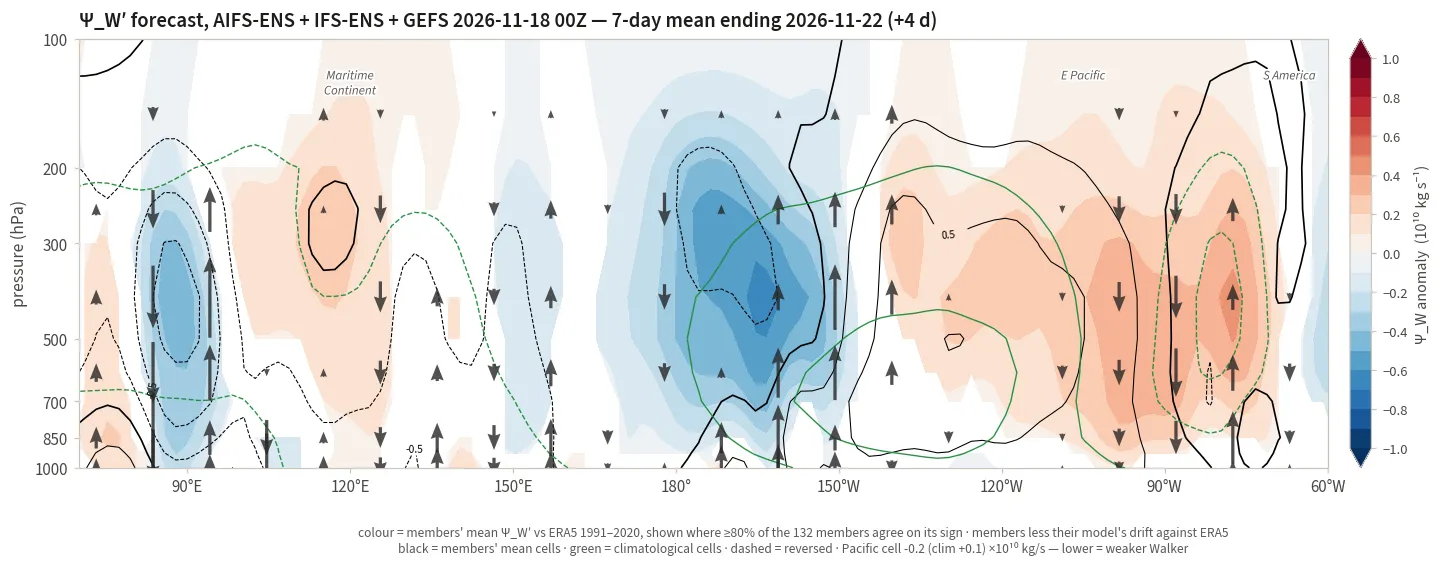 Ψ_W′ forecast, AIFS-ENS + IFS-ENS + GEFS 2026-11-18 00Z — 7-day mean ending 2026-11-22 (+4 d)
100
200
300
400
500
700
850
1000
pressure (hPa)
Maritime
Continent
E Pacific
S America
0.5
-0.5
90°E
120°E
150°E
180°
150°W
120°W
90°W
60°W
1.0
0.8
0.6
0.4
0.2
0.0
−0.2
−0.4
−0.6
−0.8
−1.0
Ψ_W anomaly (10¹⁰ kg s⁻¹)
colour = members' mean Ψ_W′ vs ERA5 1991–2020, shown where ≥80% of the 132 members agree on its sign · members less their model's drift against ERA5
black = members' mean cells · green = climatological cells · dashed = reversed · Pacific cell -0.2 (clim +0.1) ×10¹⁰ kg/s — lower = weaker Walker